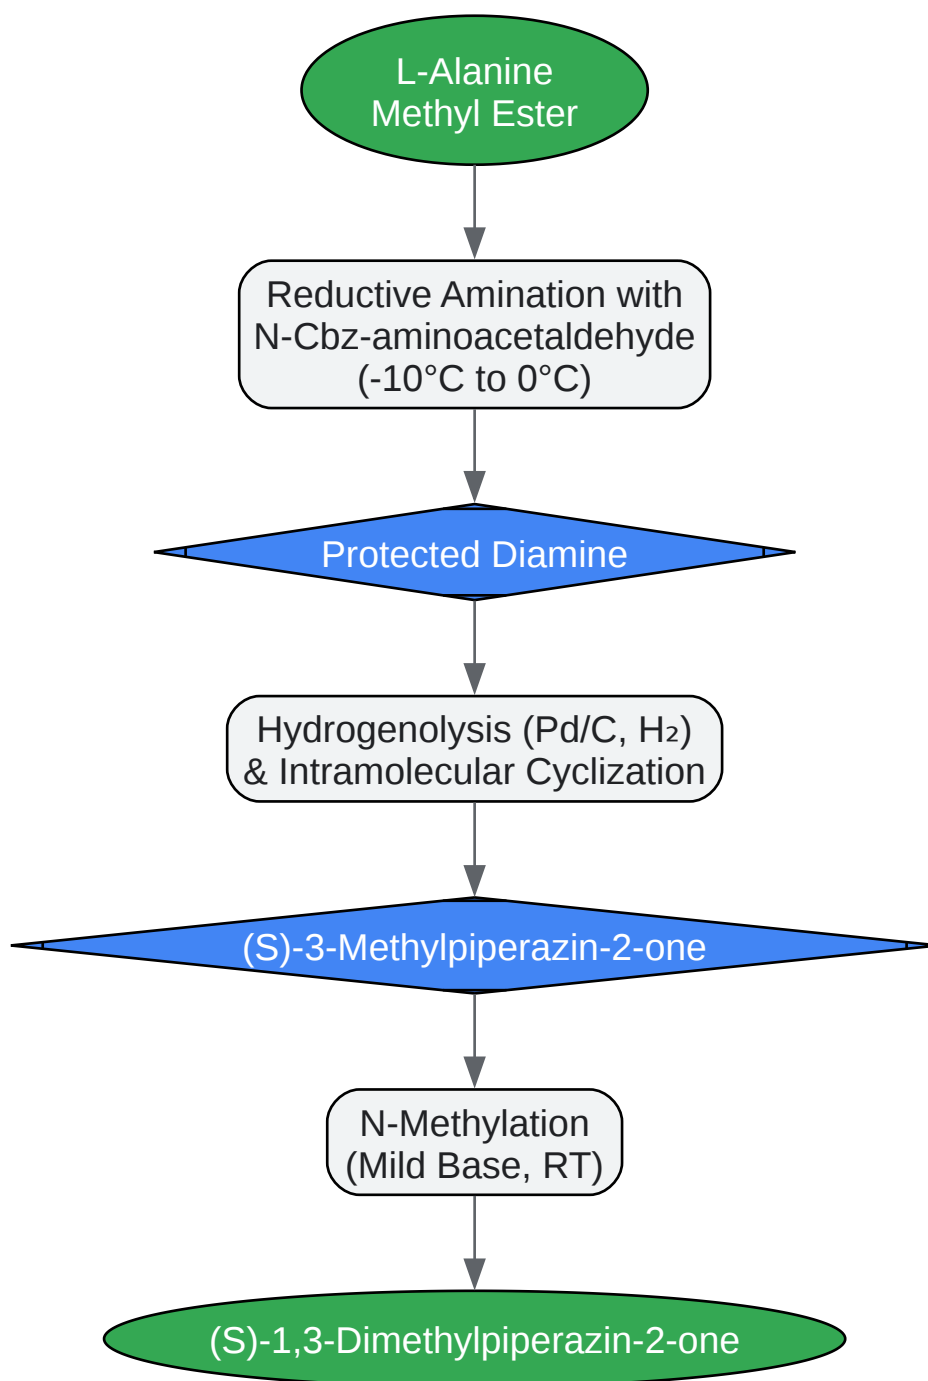 L-Alanine
Methyl Ester
Reductive Amination with
N-Cbz-aminoacetaldehyde
(-10°C to 0°C)
Protected Diamine
Hydrogenolysis (Pd/C, H₂)
& Intramolecular Cyclization
(S)-3-Methylpiperazin-2-one
N-Methylation
(Mild Base, RT)
(S)-1,3-Dimethylpiperazin-2-one